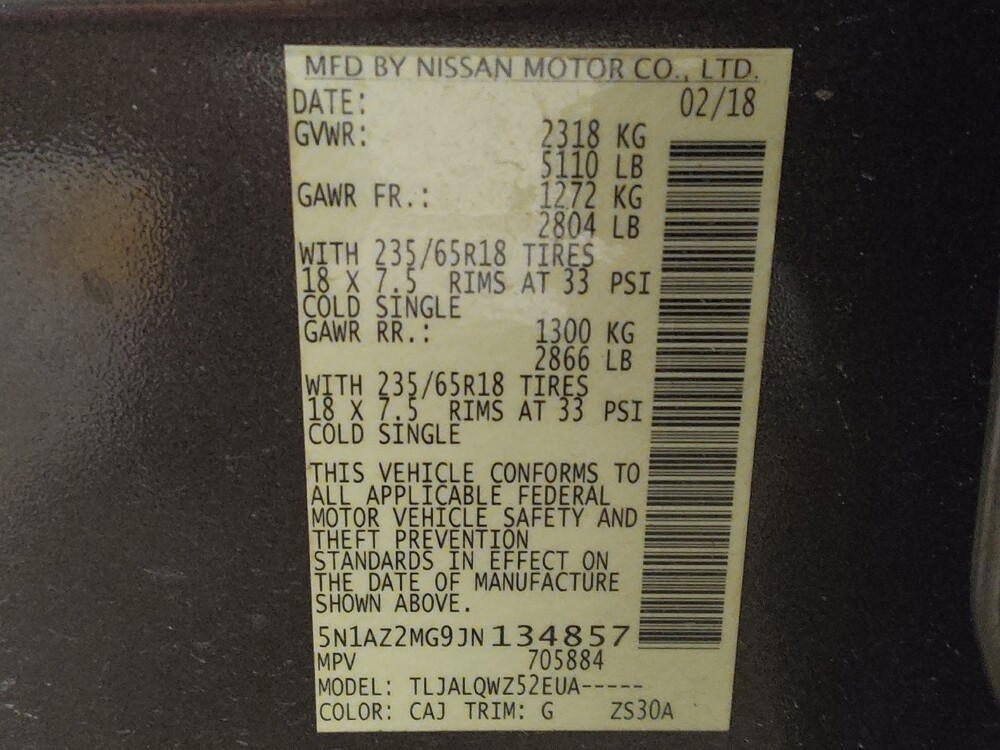 MFD BY NISSAN MOTOR CO., LTD.
DATE: 02/18
GVWR: 2318 KG
5110 LB
GAWR FR.: 1272 KG
2804 LB
WITH 235/65R18 TIRES
18 X 7.5 RIMS AT 33 PSI
COLD SINGLE
GAWR RR.: 1300 KG
2866 LB
WITH 235/65R18 TIRES
18 X 7.5 RIMS AT 33 PSI
COLD SINGLE
THIS VEHICLE CONFORMS TO
ALL APPLICABLE FEDERAL
MOTOR VEHICLE SAFETY AND
THEFT PREVENTION
STANDARDS IN EFFECT ON
THE DATE OF MANUFACTURE
SHOWN ABOVE.
5N1AZ2MG9JN134857
MPV 705884
MODEL: TLJALQWZ52EUA-----
COLOR: CAJ TRIM: G ZS30A